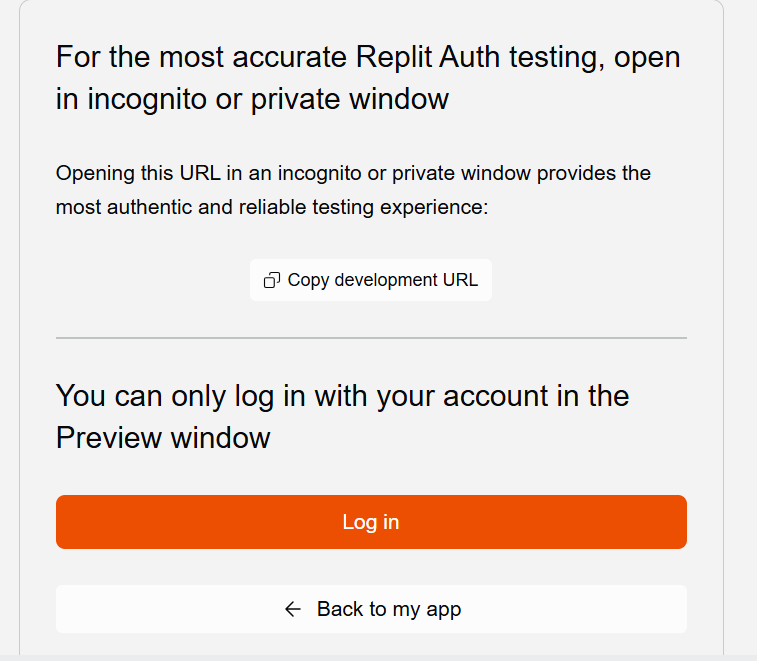 For the most accurate Replit Auth testing, open
in incognito or private window
Opening this URL in an incognito or private window provides the
most authentic and reliable testing experience:
Copy development URL
You can only log in with your account in the
Preview window
Log in
← Back to my app